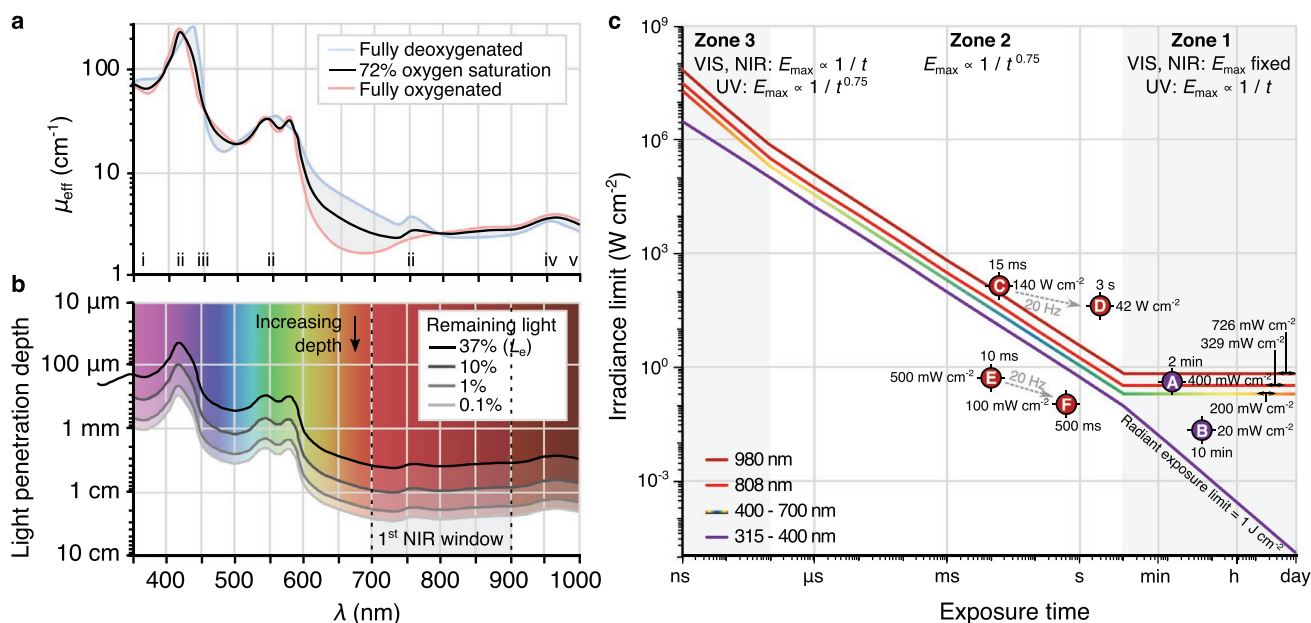 a
μeff (cm⁻¹)
100
10
1
Fully deoxygenated
72% oxygen saturation
Fully oxygenated
i
ii
iii
ii
ii
iv
v
b
Light penetration depth
10 μm
100 μm
1 mm
1 cm
10 cm
Increasing
depth
Remaining light
37% (Le)
10%
1%
0.1%
1st NIR window
400
500
600
700
800
900
1000
λ (nm)
c
Irradiance limit (W cm⁻²)
10⁹
10⁶
10³
10⁰
10⁻³
Zone 3
VIS, NIR: Emax ∝ 1 / t
UV: Emax ∝ 1 / t^0.75
Zone 2
Emax ∝ 1 / t^0.75
Zone 1
VIS, NIR: Emax fixed
UV: Emax ∝ 1 / t
15 ms
C
140 W cm⁻²
20 Hz
3 s
D
42 W cm⁻²
10 ms
500 mW cm⁻²
E
20 Hz
100 mW cm⁻²
F
500 ms
726 mW cm⁻²
329 mW cm⁻²
2 min
A
400 mW cm⁻²
200 mW cm⁻²
B
20 mW cm⁻²
10 min
Radiant exposure limit = 1 J cm⁻²
980 nm
808 nm
400 - 700 nm
315 - 400 nm
ns
μs
ms
s
min
h
day
Exposure time